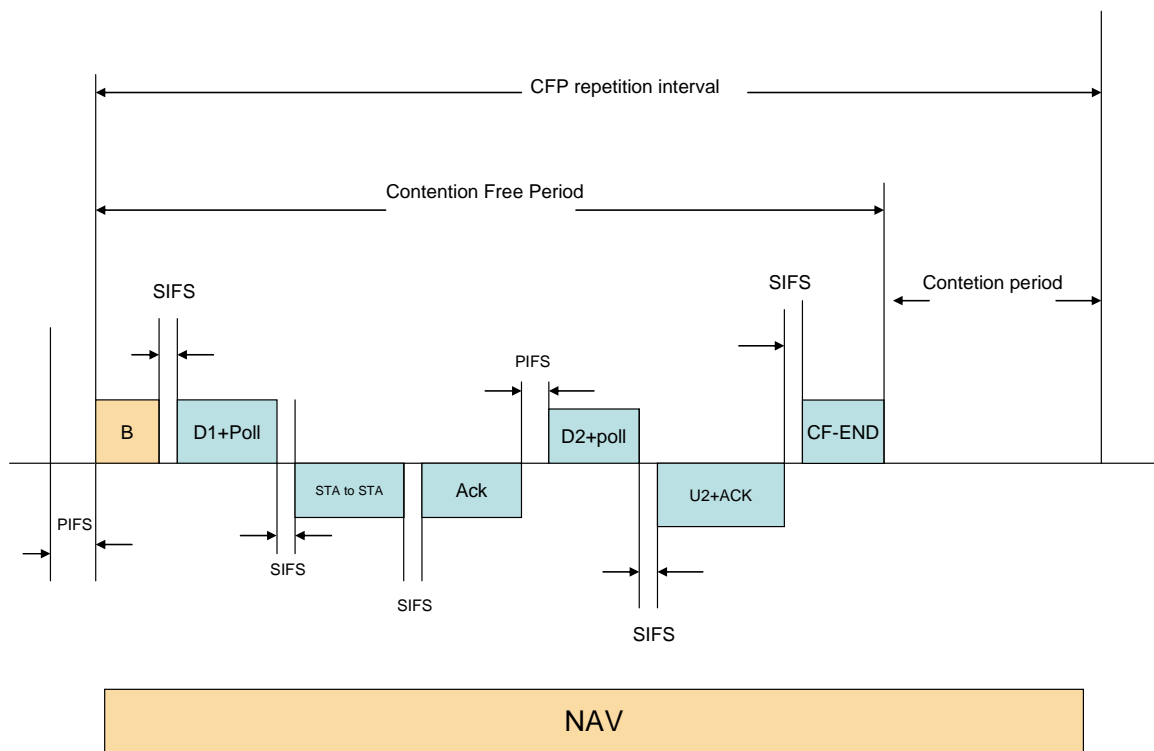 CFP repetition interval
Contention Free Period
SIFS
SIFS
Contetion period
PIFS
B
D1+Poll
D2+poll
CF-END
STA to STA
Ack
U2+ACK
PIFS
SIFS
SIFS
SIFS
NAV